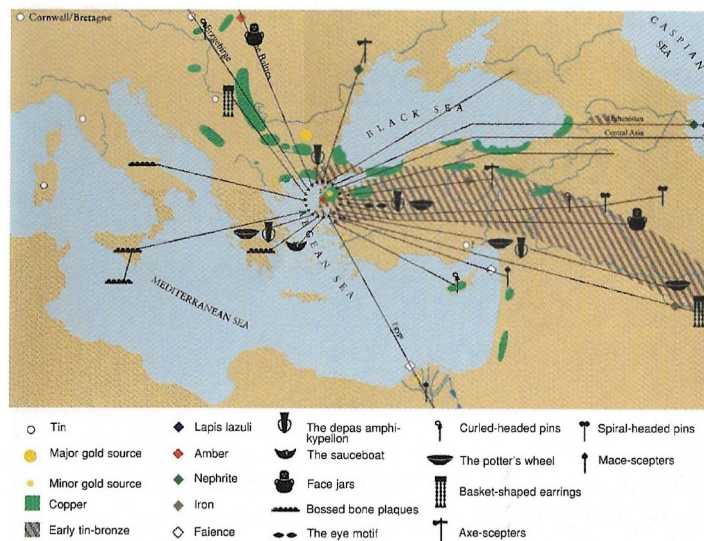 Cornwall/Bretagne
Erzgebirge
The Baltics
CASPIAN
SEA
BLACK SEA
Afghanistan
Central Asia
AEGEAN SEA
MEDITERRANEAN SEA
?
Egypt
Tin
Major gold source
Minor gold source
Copper
Early tin-bronze
Lapis lazuli
Amber
Nephrite
Iron
Faience
The depas amphi-
kypellon
The sauceboat
Face jars
Bossed bone plaques
The eye motif
Curled-headed pins
The potter's wheel
Basket-shaped earrings
Axe-scepters
Spiral-headed pins
Mace-scepters